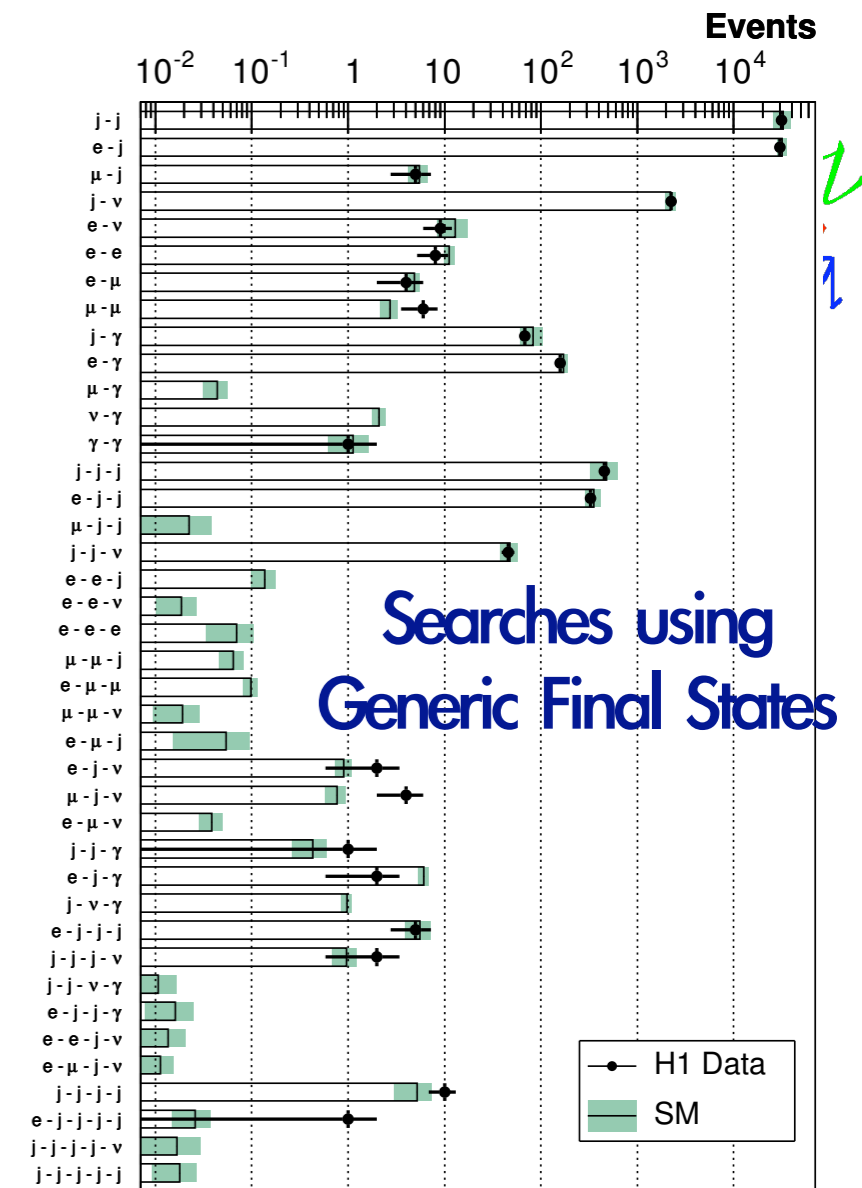 Events
10-2 10-1 1 10 10² 10³ 10⁴
j - j
e - j
μ - j
j - ν
e - ν
e - e
e - μ
μ - μ
j - γ
e - γ
μ - γ
ν - γ
γ - γ
j - j - j
e - j - j
μ - j - j
j - j - ν
e - e - j
e - e - ν
e - e - e
μ - μ - j
e - μ - μ
μ - μ - ν
e - μ - j
e - j - ν
μ - j - ν
e - μ - ν
j - j - γ
e - j - γ
j - ν - γ
e - j - j - j
j - j - j - ν
j - j - ν - γ
e - j - j - γ
e - e - j - ν
e - μ - j - ν
j - j - j - j
e - j - j - j - j
j - j - j - j - ν
j - j - j - j - j
Searches using
Generic Final States
H1 Data
SM